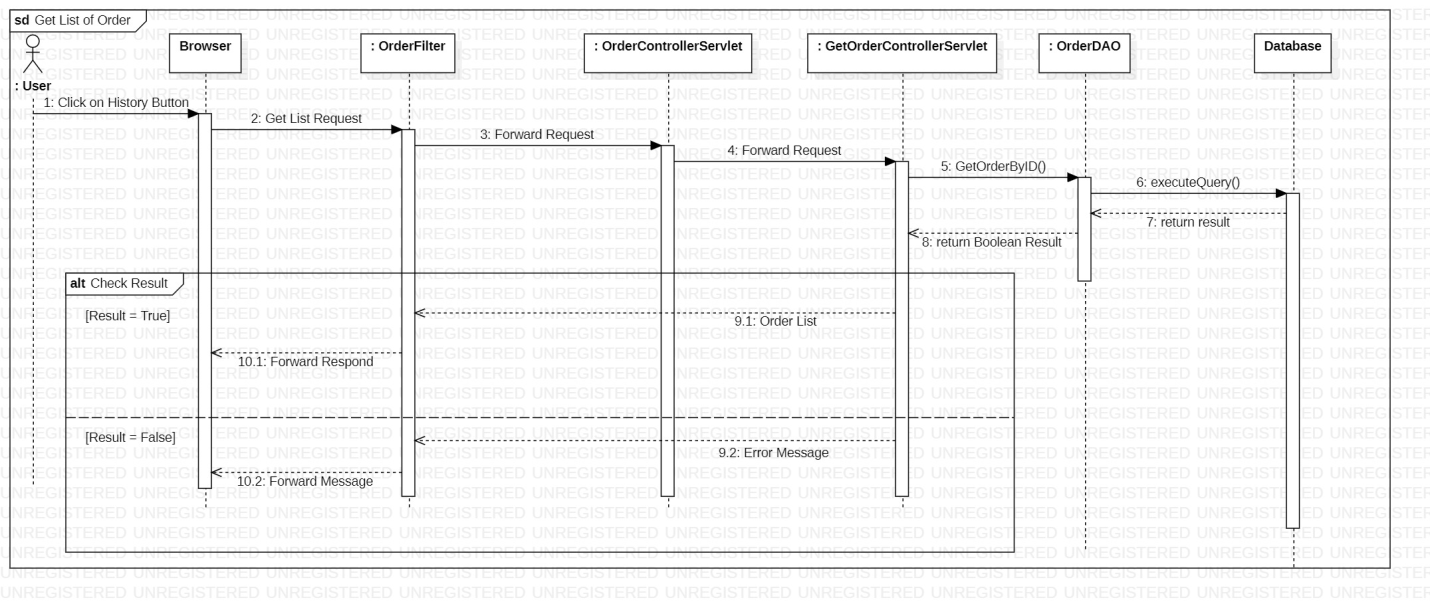 sd Get List of Order
: User
Browser
: OrderFilter
: OrderControllerServlet
: GetOrderControllerServlet
: OrderDAO
Database
1: Click on History Button
2: Get List Request
3: Forward Request
4: Forward Request
5: GetOrderByID()
6: executeQuery()
7: return result
8: return Boolean Result
alt Check Result
[Result = True]
9.1: Order List
10.1: Forward Respond
[Result = False]
9.2: Error Message
10.2: Forward Message
UNREGISTERED